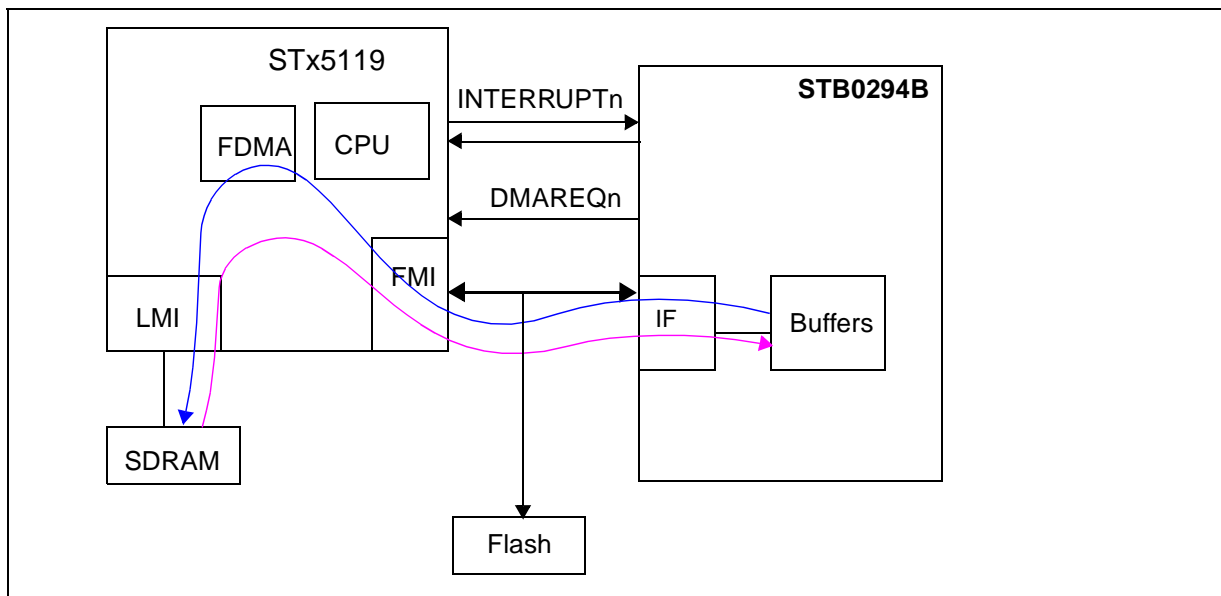 STx5119
STB0294B
INTERRUPTn
FDMA
CPU
DMAREQn
FMI
LMI
IF
Buffers
SDRAM
Flash